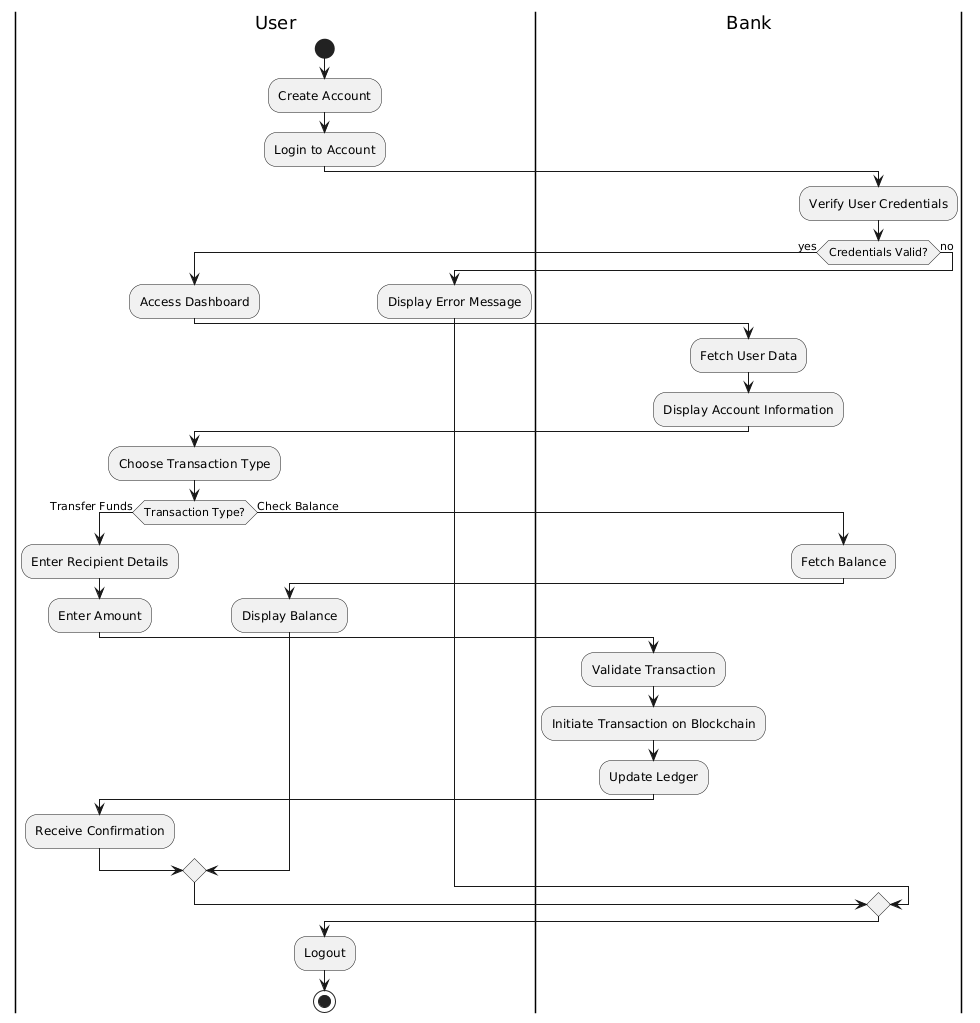 User
Bank
Create Account
Login to Account
Verify User Credentials
yes
Credentials Valid?
no
Access Dashboard
Display Error Message
Fetch User Data
Display Account Information
Choose Transaction Type
Transfer Funds
Transaction Type?
Check Balance
Enter Recipient Details
Fetch Balance
Enter Amount
Display Balance
Validate Transaction
Initiate Transaction on Blockchain
Update Ledger
Receive Confirmation
Logout